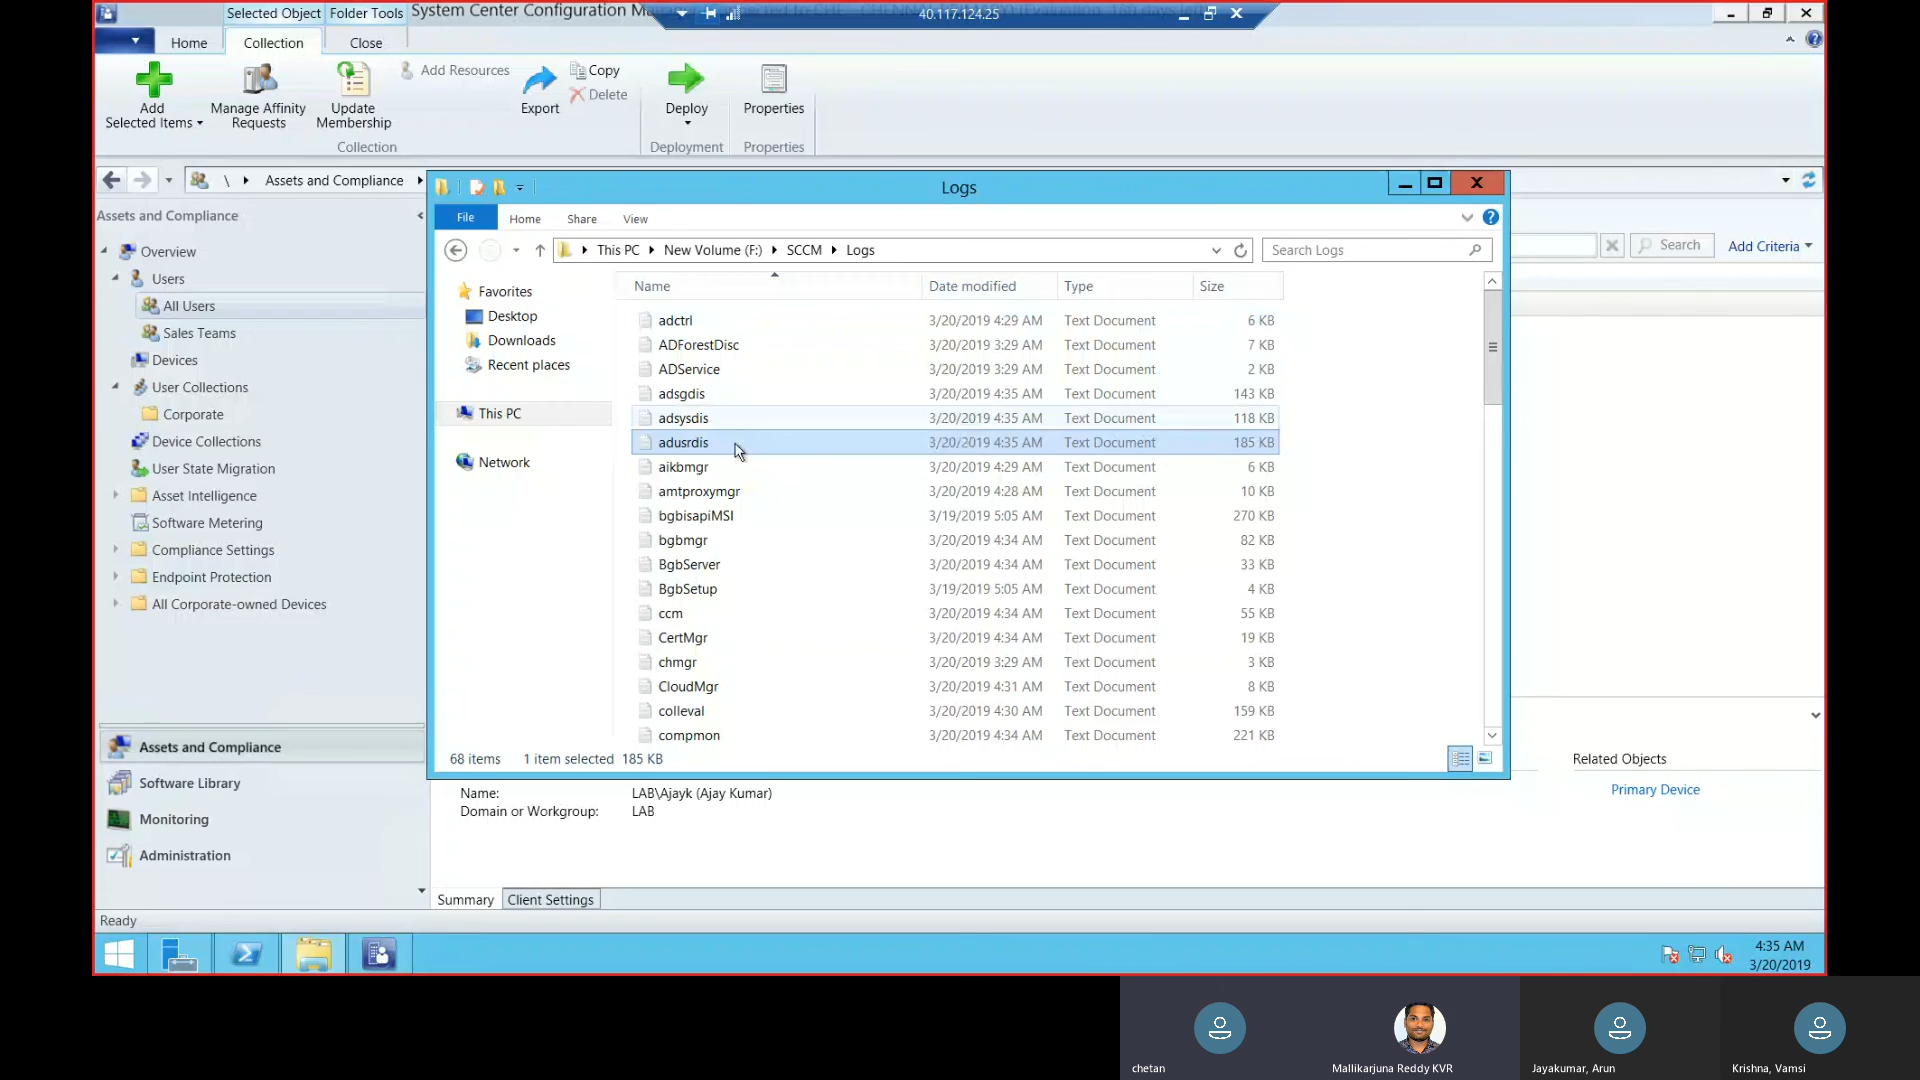 Selected Object
Folder Tools
System Center Configuration
40.117.124.25
Home
Collection
Close
Add Selected Items
Manage Affinity Requests
Update Membership
Add Resources
Export
Copy
Delete
Deploy
Properties
Collection
Deployment
Properties
\ Assets and Compliance
Assets and Compliance
Overview
Users
All Users
Sales Teams
Devices
User Collections
Corporate
Device Collections
User State Migration
Asset Intelligence
Software Metering
Compliance Settings
Endpoint Protection
All Corporate-owned Devices
Assets and Compliance
Software Library
Monitoring
Administration
Ready
Logs
File
Home
Share
View
This PC
New Volume (F:)
SCCM
Logs
Search Logs
Search
Add Criteria
Favorites
Desktop
Downloads
Recent places
This PC
Network
Name Date modified Type Size
adctrl 3/20/2019 4:29 AM Text Document 6 KB
ADForestDisc 3/20/2019 3:29 AM Text Document 7 KB
ADService 3/20/2019 3:29 AM Text Document 2 KB
adsgdis 3/20/2019 4:35 AM Text Document 143 KB
adsysdis 3/20/2019 4:35 AM Text Document 118 KB
adusrdis 3/20/2019 4:35 AM Text Document 185 KB
aikbmgr 3/20/2019 4:29 AM Text Document 6 KB
amtproxymgr 3/20/2019 4:28 AM Text Document 10 KB
bgbisapiMSI 3/19/2019 5:05 AM Text Document 270 KB
bgbmgr 3/20/2019 4:34 AM Text Document 82 KB
BgbServer 3/20/2019 4:34 AM Text Document 33 KB
BgbSetup 3/19/2019 5:05 AM Text Document 4 KB
ccm 3/20/2019 4:34 AM Text Document 55 KB
CertMgr 3/20/2019 4:34 AM Text Document 19 KB
chmgr 3/20/2019 3:29 AM Text Document 3 KB
CloudMgr 3/20/2019 4:31 AM Text Document 8 KB
colleval 3/20/2019 4:30 AM Text Document 159 KB
compmon 3/20/2019 4:34 AM Text Document 221 KB
68 items 1 item selected 185 KB
Related Objects
Primary Device
Name: LAB\Ajayk (Ajay Kumar)
Domain or Workgroup: LAB
Summary
Client Settings
4:35 AM
3/20/2019
chetan
Mallikarjuna Reddy KVR
Jayakumar, Arun
Krishna, Vamsi